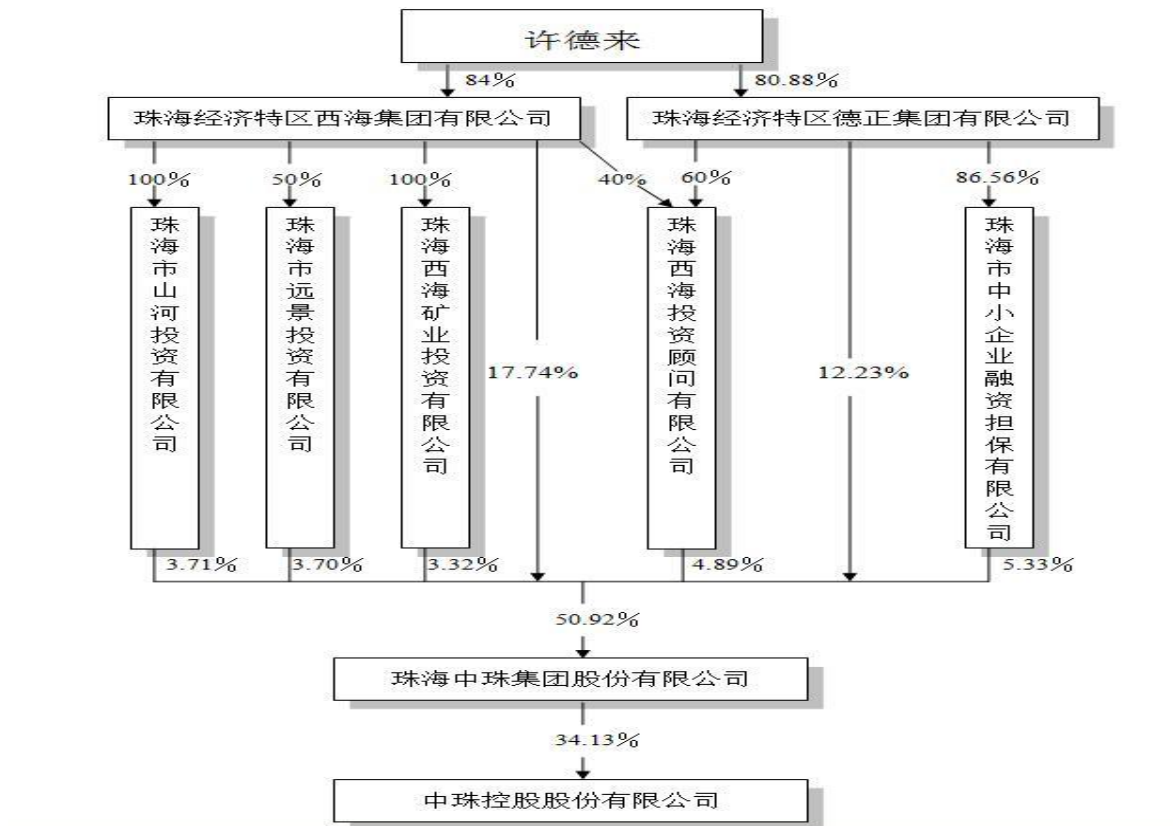 许德来
84%
80.88%
珠海经济特区西海集团有限公司
珠海经济特区德正集团有限公司
100%
50%
100%
40%
60%
86.56%
珠海市山河投资有限公司
珠海市远景投资有限公司
珠海西海矿业投资有限公司
17.74%
珠海西海投资顾问有限公司
12.23%
珠海市中小企业融资担保有限公司
3.71%
3.70%
3.32%
4.89%
5.33%
50.92%
珠海中珠集团股份有限公司
34.13%
中珠控股股份有限公司